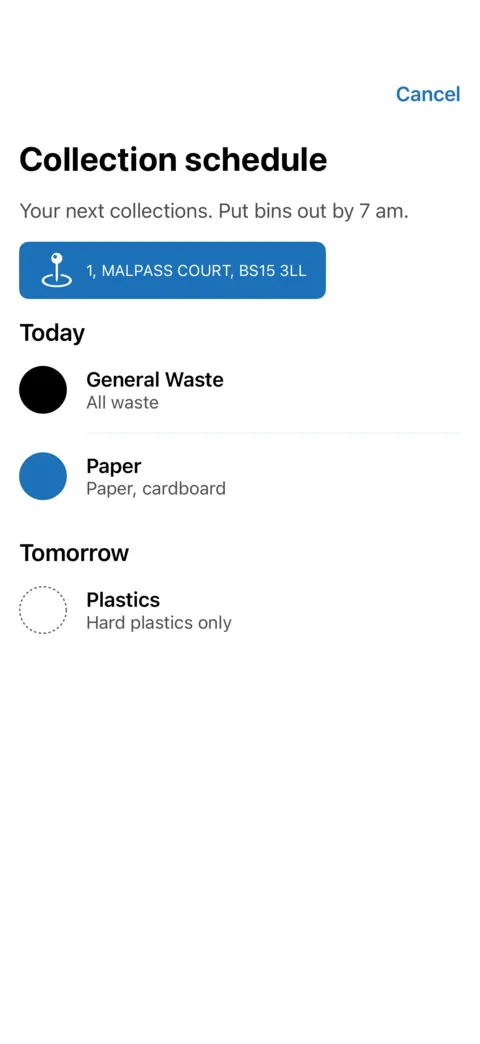 Cancel
Collection schedule
Your next collections. Put bins out by 7 am.
1, MALPASS COURT, BS15 3LL
Today
General Waste
All waste
Paper
Paper, cardboard
Tomorrow
Plastics
Hard plastics only